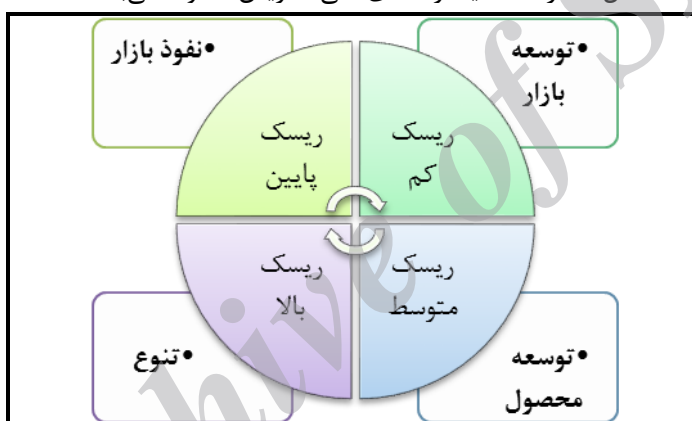 •توسعه
بازار
•نفوذ بازار
ریسک
کم
ریسک
پایین
ریسک
متوسط
ریسک
بالا
•توسعه
محصول
•تنوع